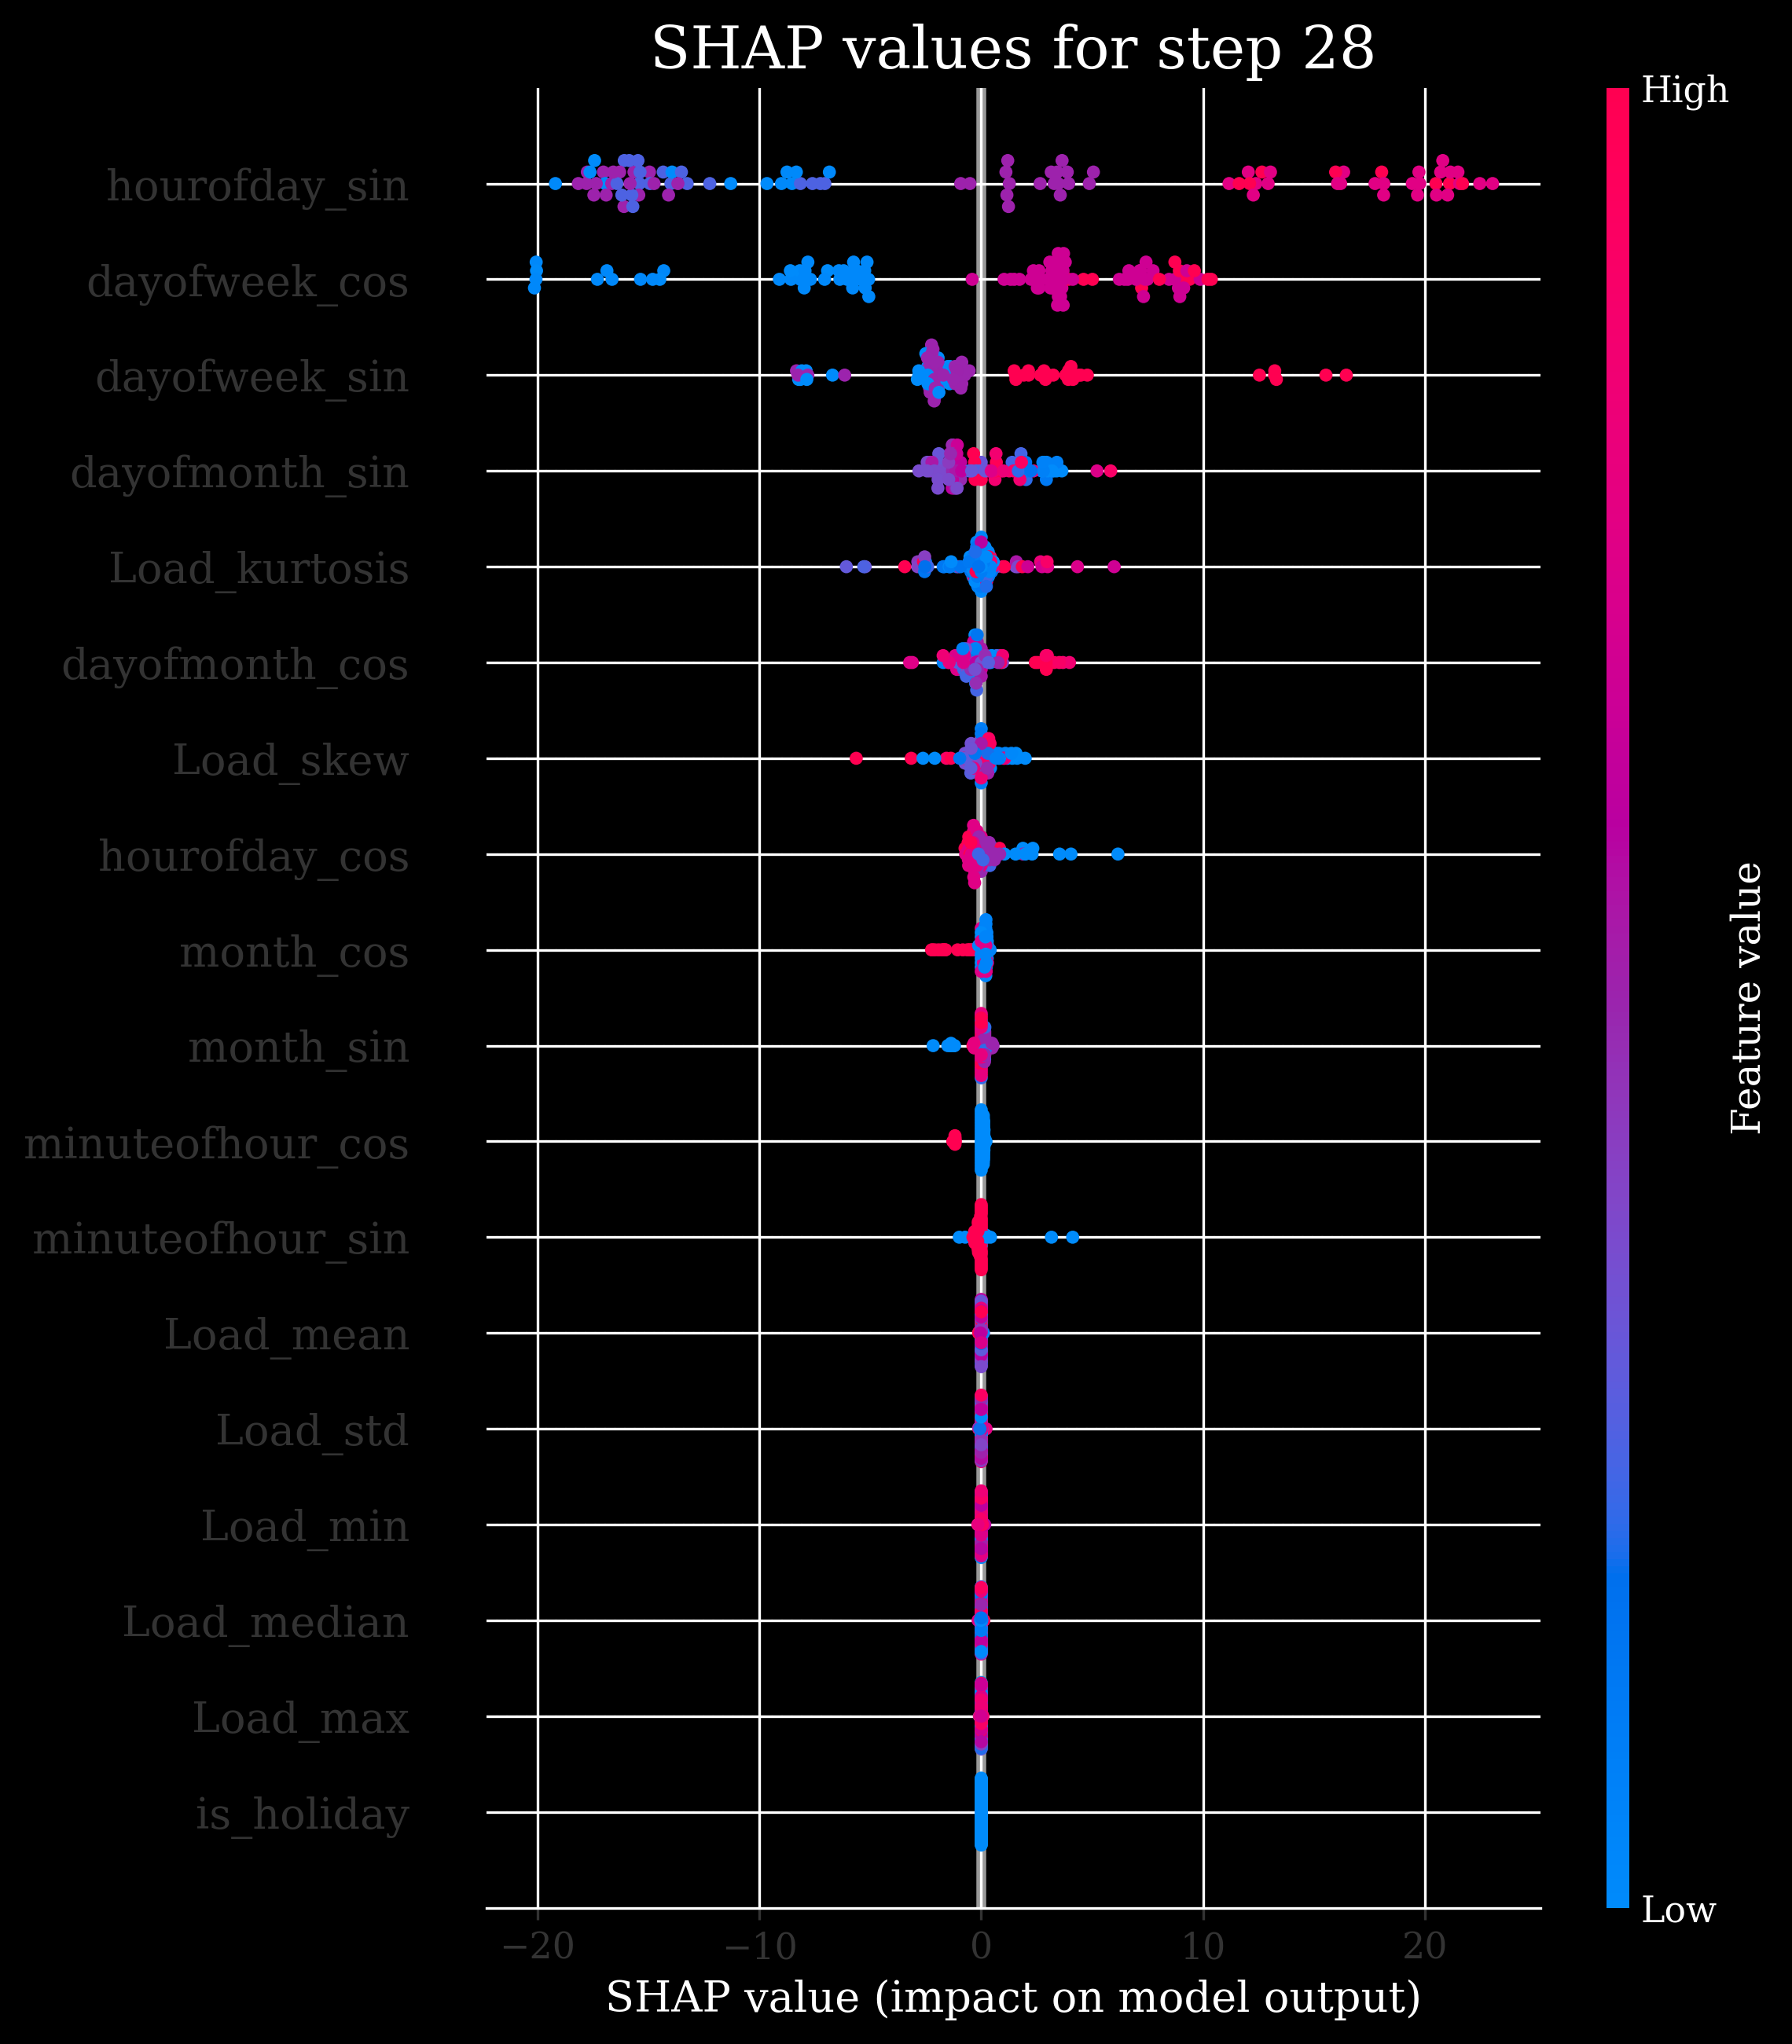 SHAP values for step 28
High
hourofday_sin
dayofweek_cos
dayofweek_sin
dayofmonth_sin
Load_kurtosis
dayofmonth_cos
Load_skew
hourofday_cos
month_cos
month_sin
minuteofhour_cos
minuteofhour_sin
Load_mean
Load_std
Load_min
Load_median
Load_max
is_holiday
Feature value
Low
−20 −10 0 10 20
SHAP value (impact on model output)